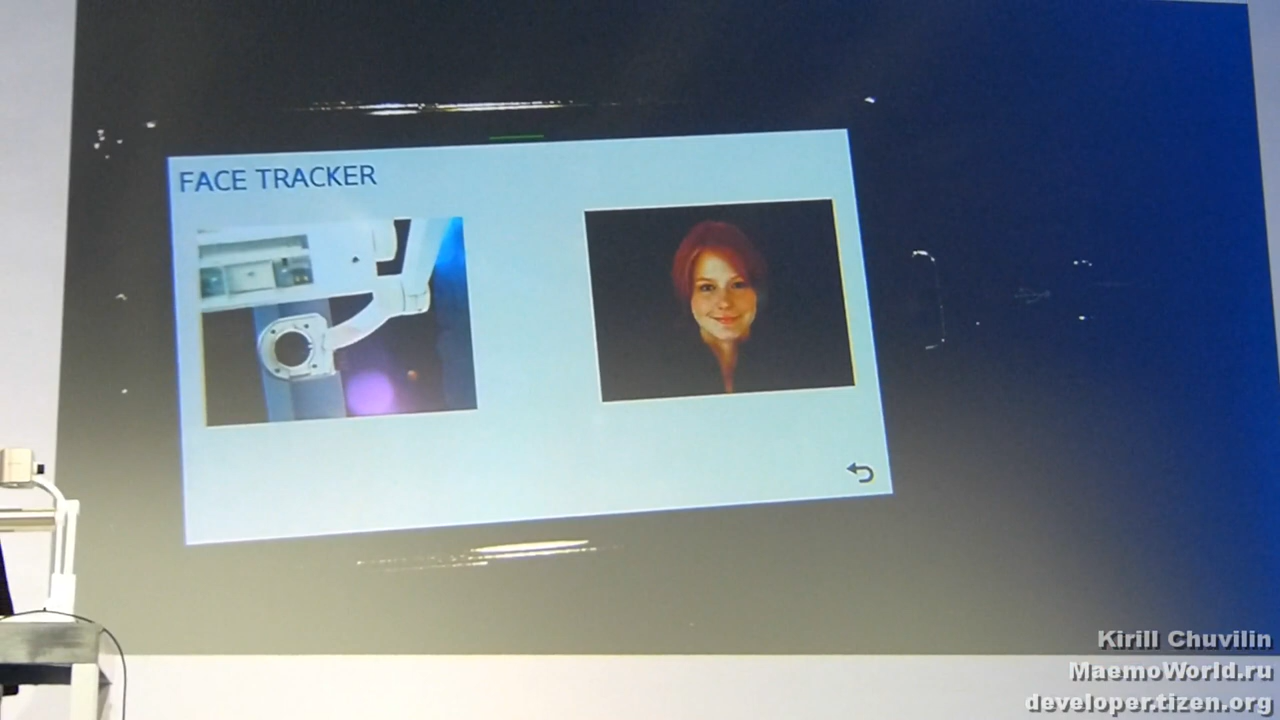 FACE TRACKER
Kirill Chuvilin
MaemoWorld.ru
developer.tizen.org